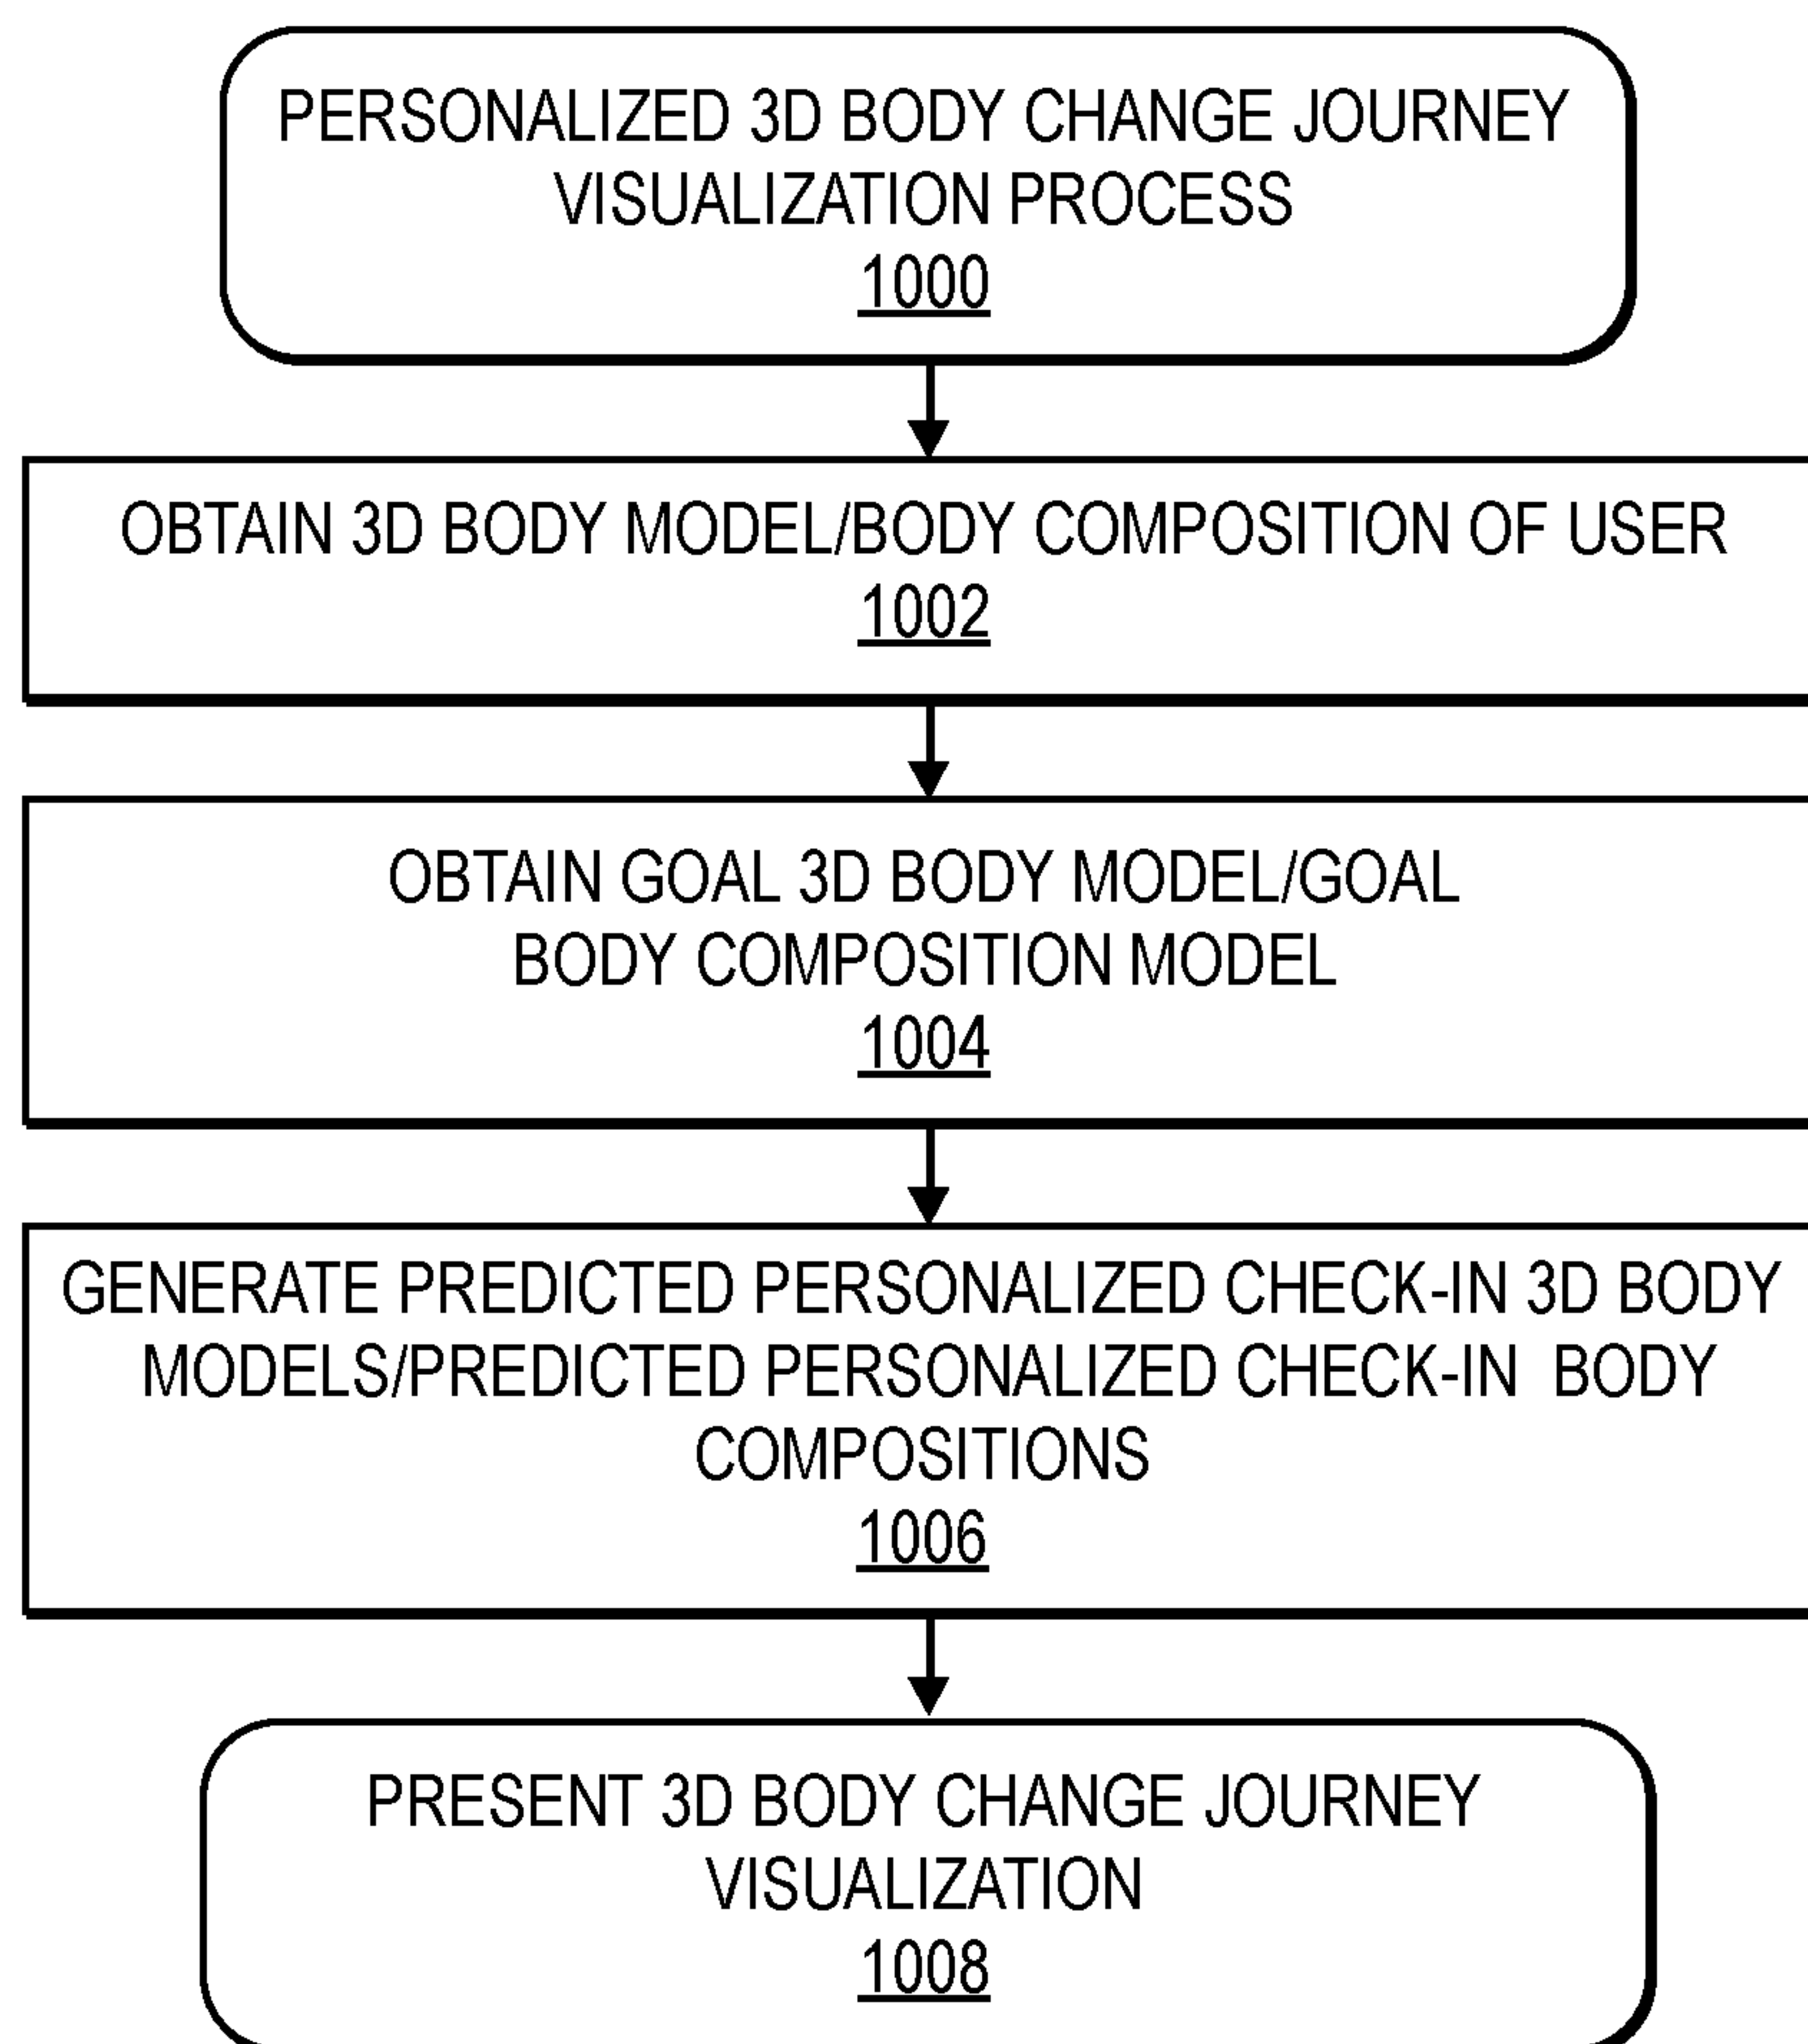 PERSONALIZED 3D BODY CHANGE JOURNEY
VISUALIZATION PROCESS
1000
OBTAIN 3D BODY MODEL/BODY COMPOSITION OF USER
1002
OBTAIN GOAL 3D BODY MODEL/GOAL
BODY COMPOSITION MODEL
1004
GENERATE PREDICTED PERSONALIZED CHECK-IN 3D BODY
MODELS/PREDICTED PERSONALIZED CHECK-IN BODY
COMPOSITIONS
1006
PRESENT 3D BODY CHANGE JOURNEY
VISUALIZATION
1008